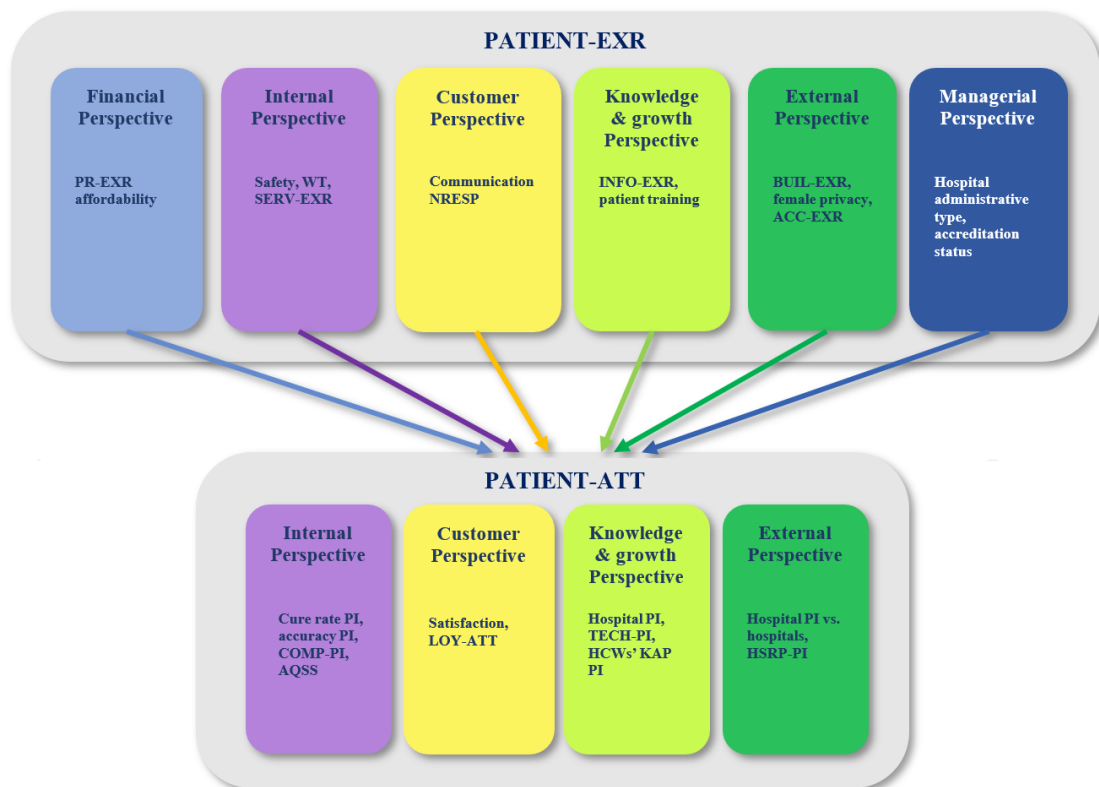 PATIENT-EXR
Financial
Perspective
PR-EXR
affordability
Internal
Perspective
Safety, WT,
SERV-EXR
Customer
Perspective
Communication
NRESP
Knowledge
& growth
Perspective
INFO-EXR,
patient training
External
Perspective
BUIL-EXR,
female privacy,
ACC-EXR
Managerial
Perspective
Hospital
administrative
type,
accreditation
status
PATIENT-ATT
Internal
Perspective
Cure rate PI,
accuracy PI,
COMP-PI,
AQSS
Customer
Perspective
Satisfaction,
LOY-ATT
Knowledge
& growth
Perspective
Hospital PI,
TECH-PI,
HCWs’ KAP
PI
External
Perspective
Hospital PI vs.
hospitals,
HSRP-PI